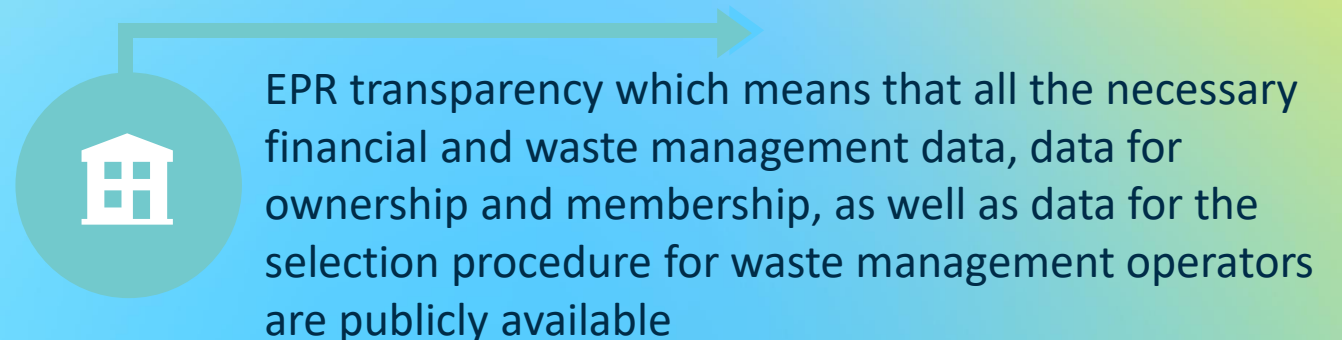 EPR transparency which means that all the necessary
financial and waste management data, data for
ownership and membership, as well as data for the
selection procedure for waste management operators
are publicly available